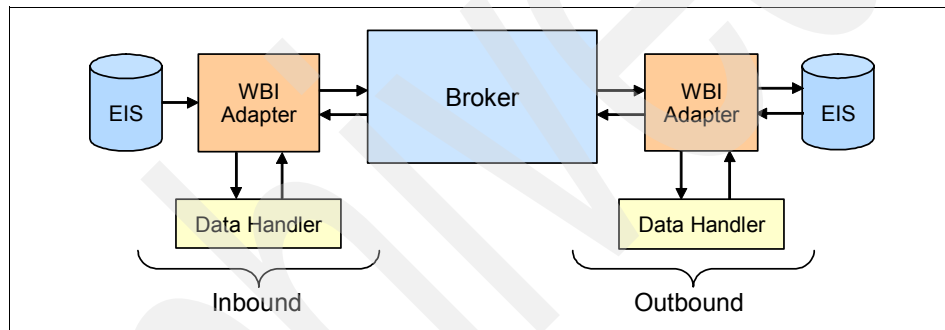 EIS
WBI
Adapter
Broker
WBI
Adapter
EIS
Data Handler
Data Handler
Inbound
Outbound